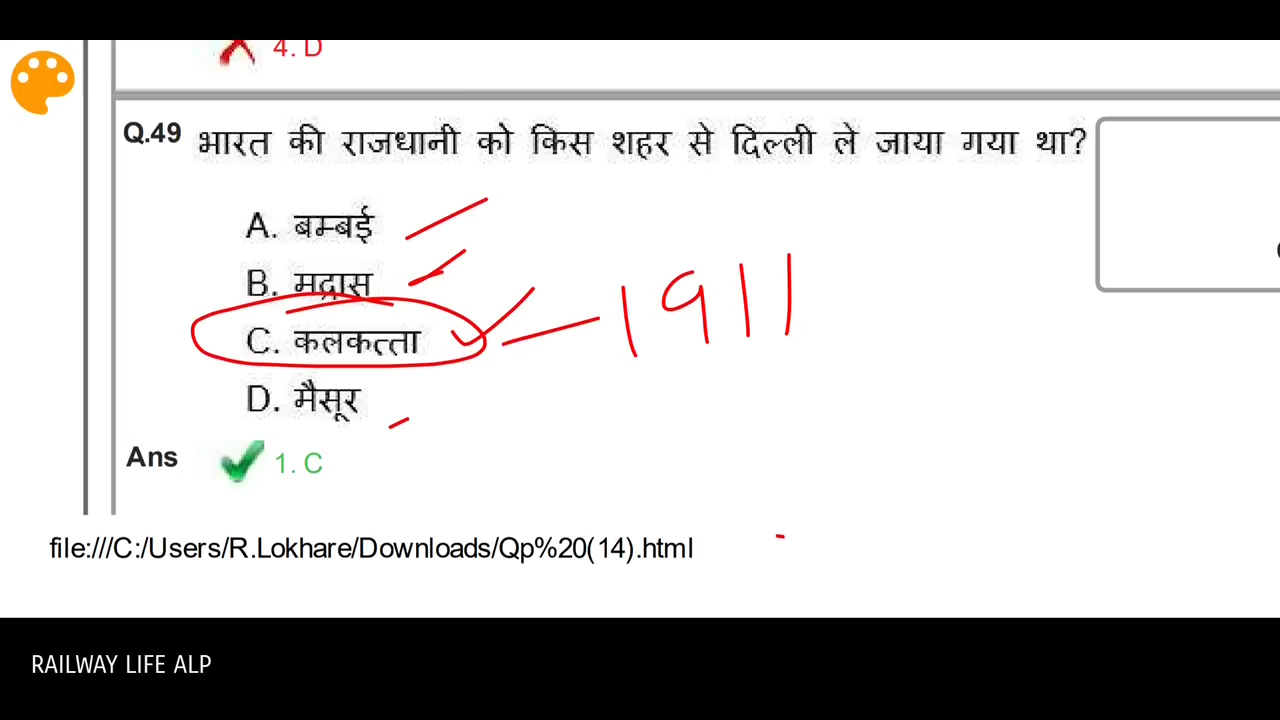 4. D
Q.49 भारत की राजधानी को किस शहर से दिल्ली ले जाया गया था?
A. बम्बई
B. मद्रास
C. कलकत्ता
1911
D. मैसूर
Ans 1. C
file:///C:/Users/R.Lokhare/Downloads/Qp%20(14).html
RAILWAY LIFE ALP